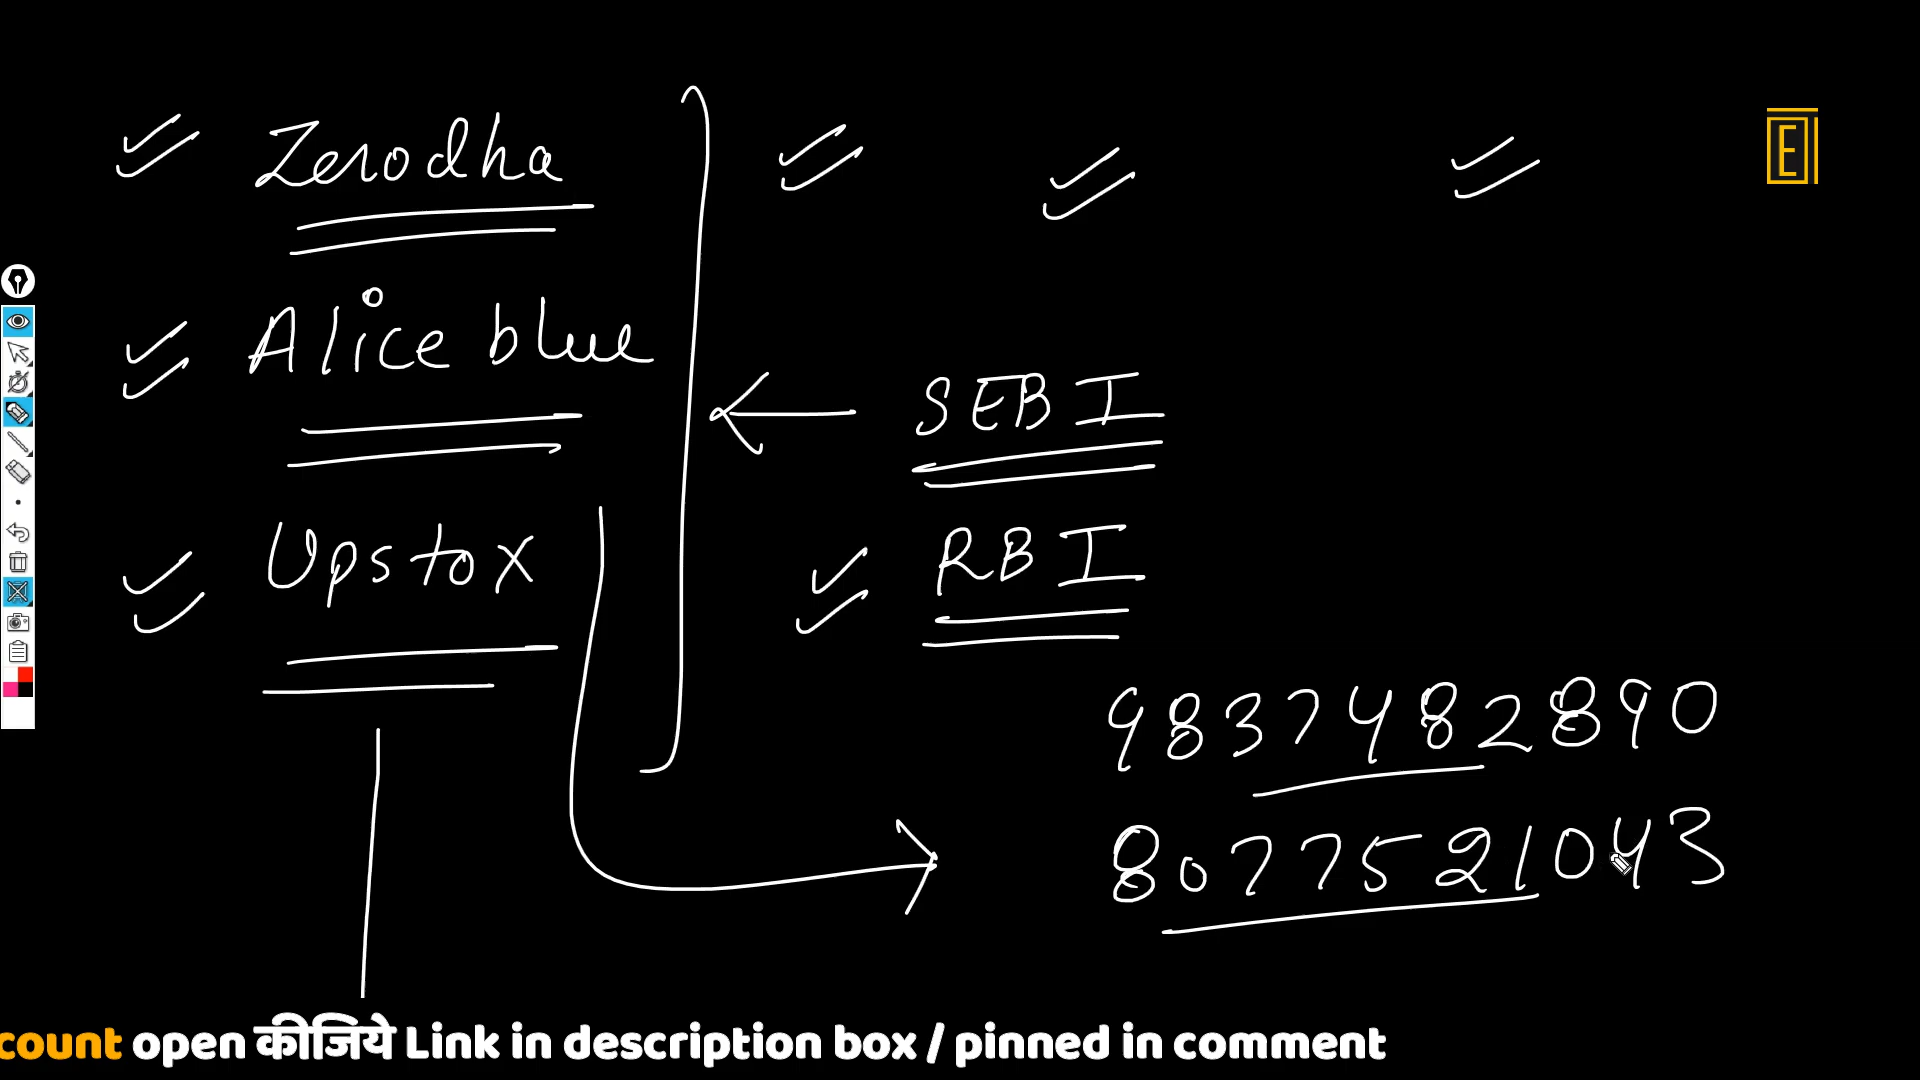 Zerodha
Alice blue
SEBI
Upstox
RBI
9837482890
8077521043
E
count open कीजिये Link in description box / pinned in comment